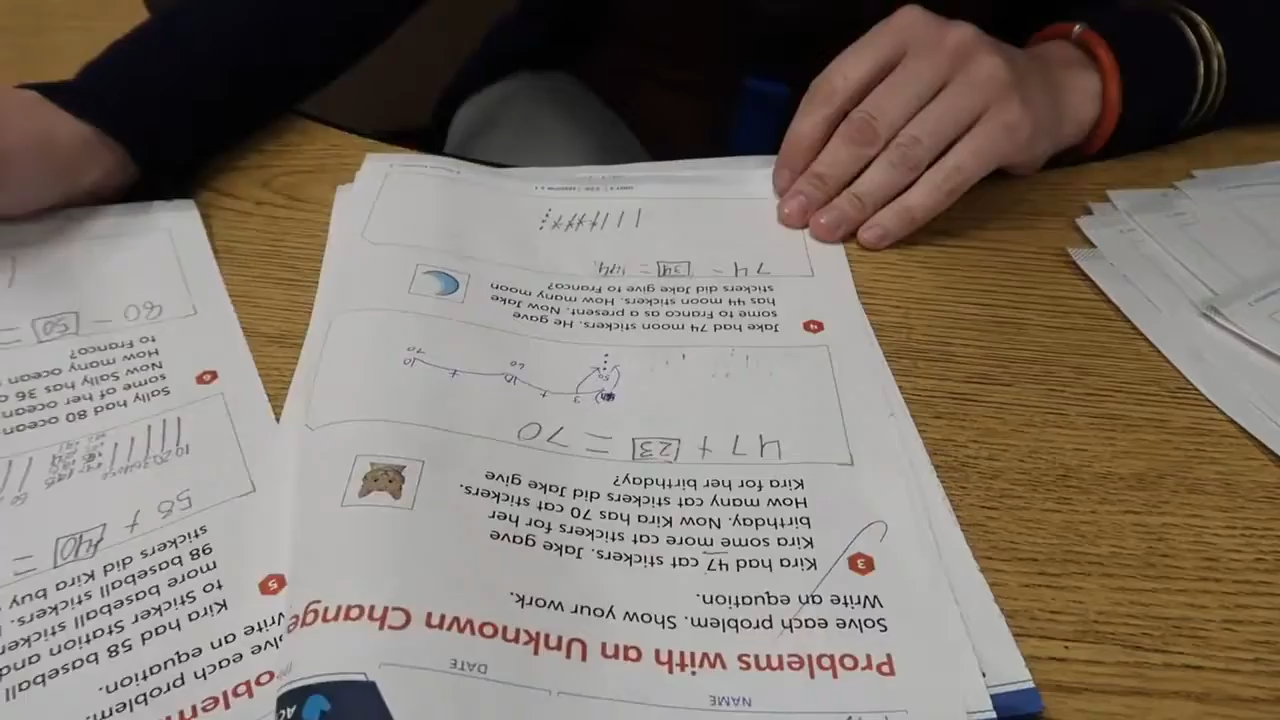 NAME
DATE
Problems with an Unknown Change
Solve each problem. Show your work.
Write an equation.
3 Kira had 47 cat stickers. Jake gave
Kira some more cat stickers for her
birthday. Now Kira has 70 cat stickers.
How many cat stickers did Jake give
Kira for her birthday?
47 + 23 = 70
3 + 10 + 10
50 60 70
4 Jake had 74 moon stickers. He gave
some to Franco as a present. Now Jake
has 44 moon stickers. How many moon
stickers did Jake give to Franco?
74 - 34 =
each problem.
an equation.
5 Kira had 58 baseball
to Sticker Station and
more baseball
98 baseball stickers.
stickers did Kira buy
58 + 40 =
6 Sally had 80 ocean
some of her ocean
Now Sally has 36
How many ocean
to Franco?
80 - 50 =